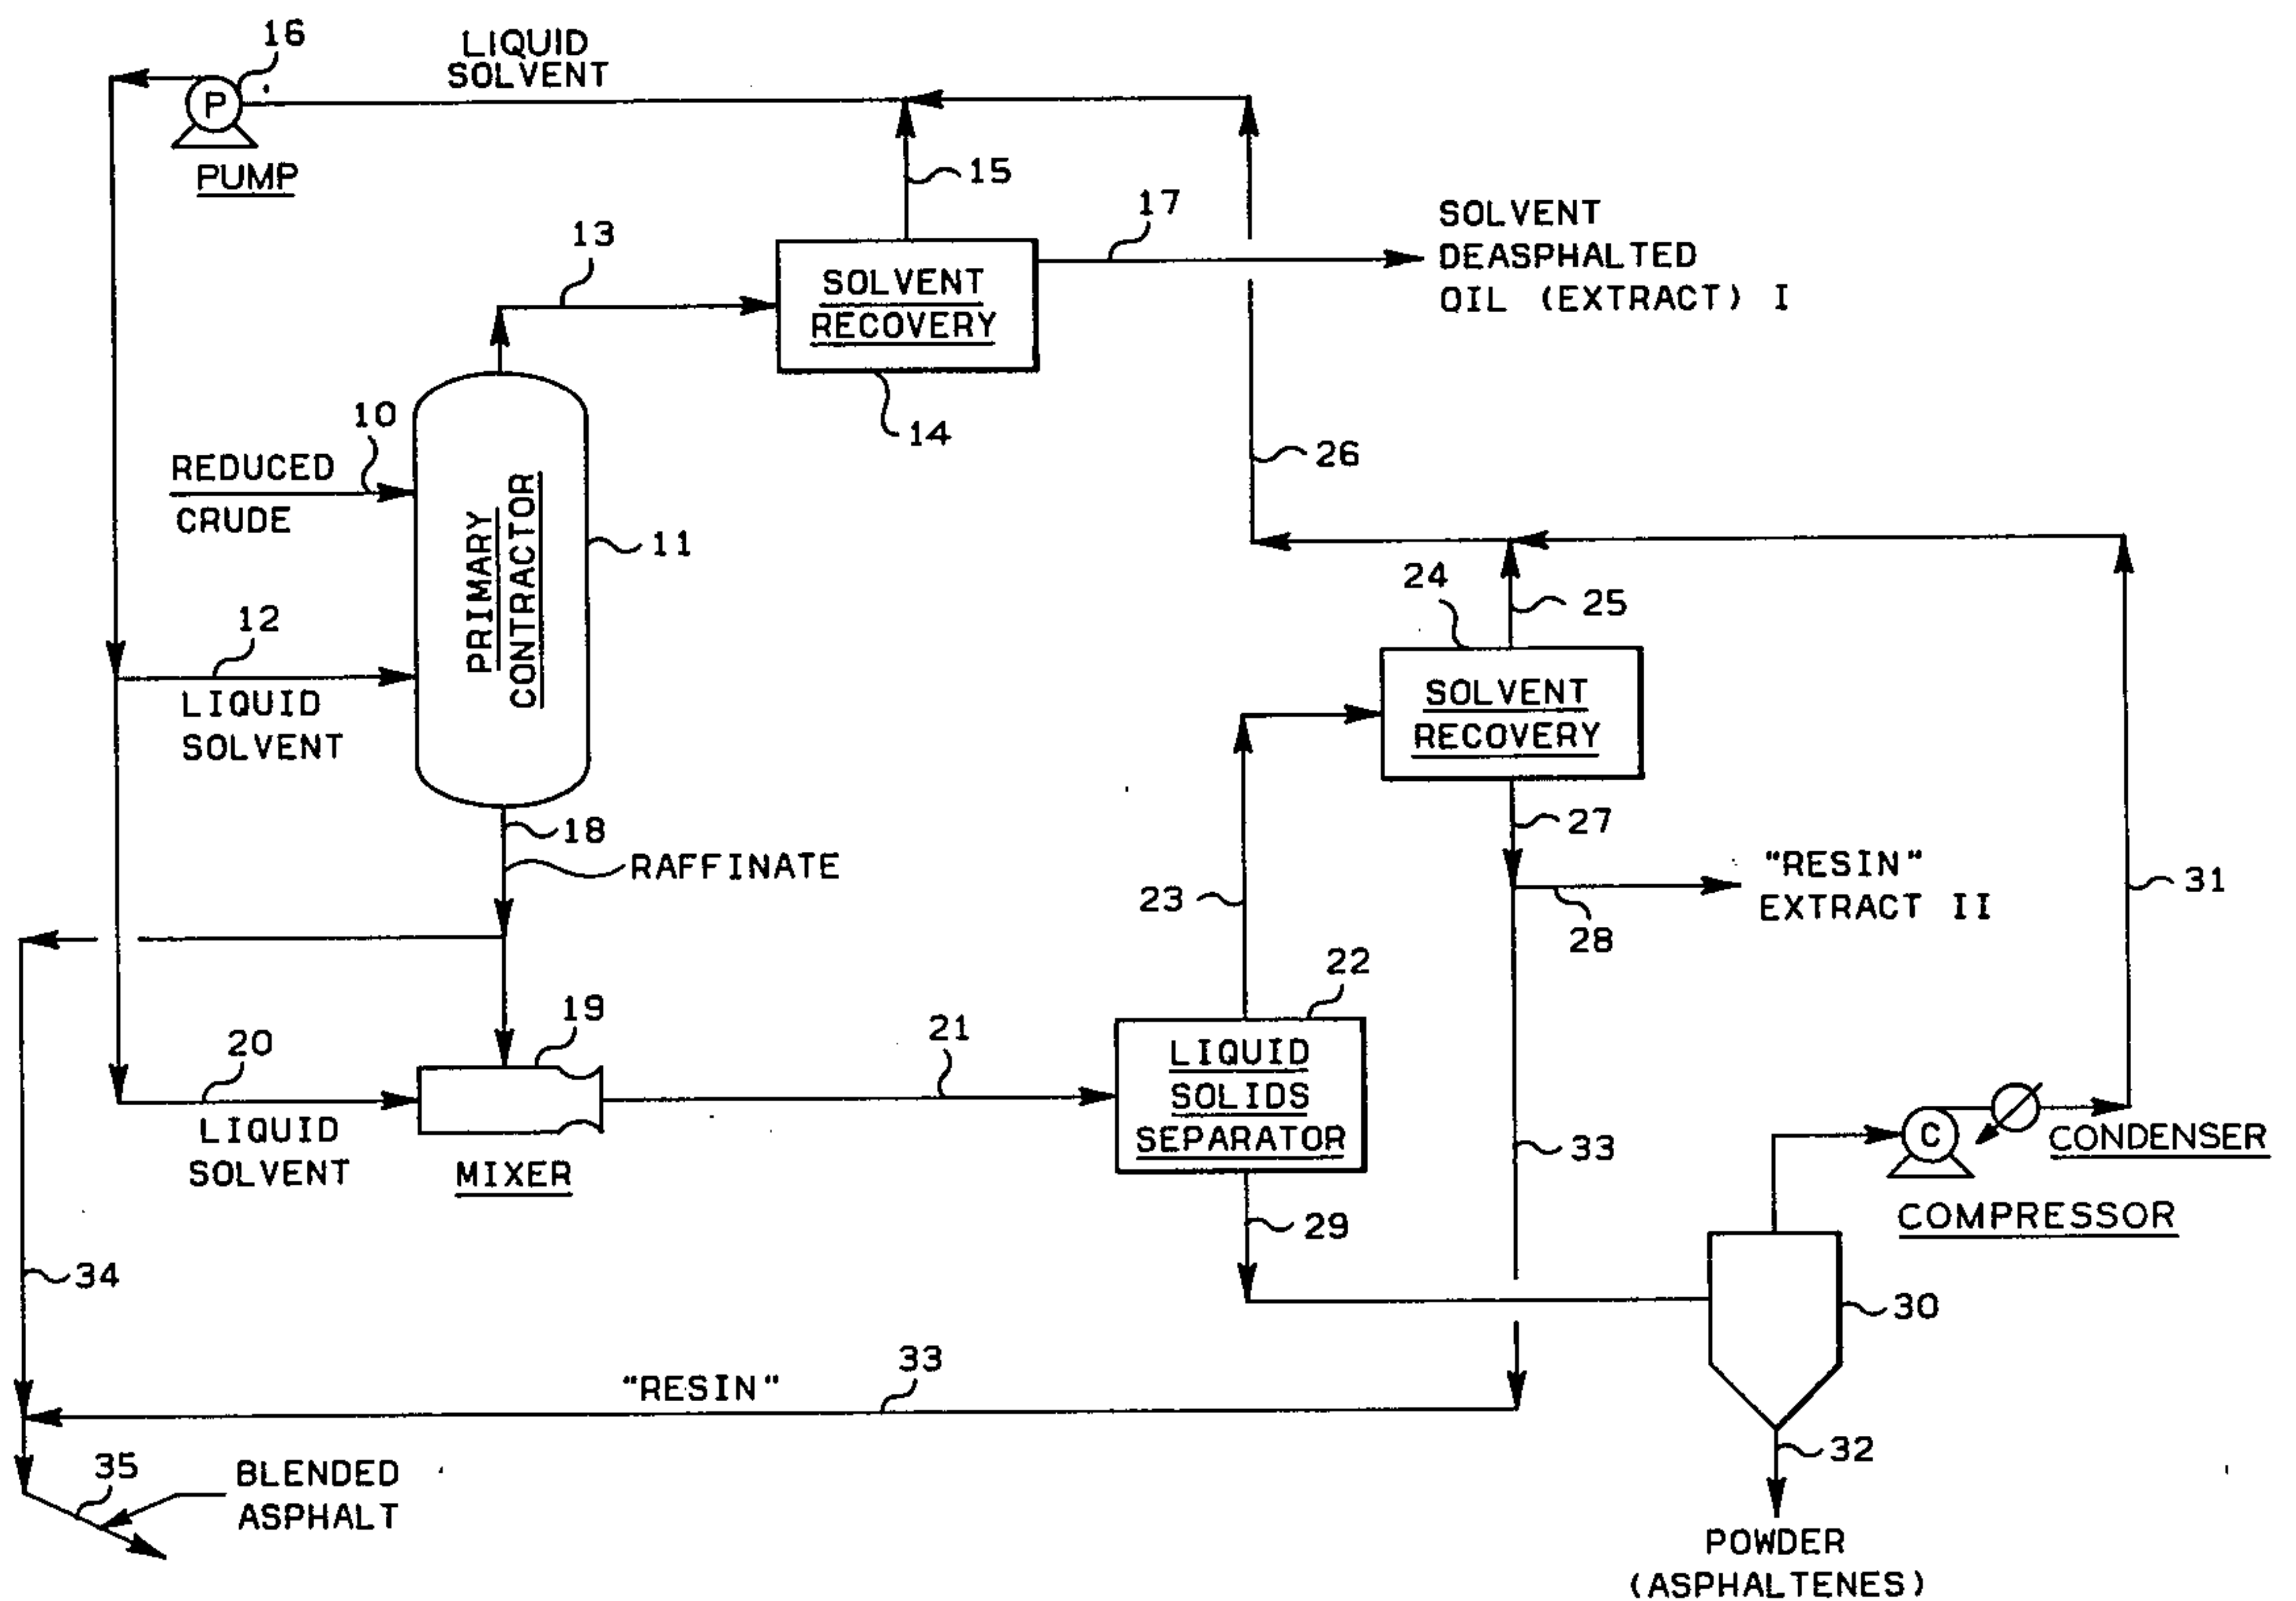 16
LIQUID
SOLVENT
P
PUMP
15
17
SOLVENT
DEASPHALTED
OIL (EXTRACT) I
13
SOLVENT
RECOVERY
14
10
REDUCED
CRUDE
26
PRIMARY
CONTRACTOR
11
24
25
12
LIQUID
SOLVENT
SOLVENT
RECOVERY
18
RAFFINATE
27
"RESIN"
EXTRACT II
28
23
31
22
19
20
21
LIQUID
SOLIDS
SEPARATOR
LIQUID
SOLVENT
MIXER
33
C
CONDENSER
COMPRESSOR
29
34
30
33
"RESIN"
32
35
BLENDED
ASPHALT
POWDER
(ASPHALTENES)